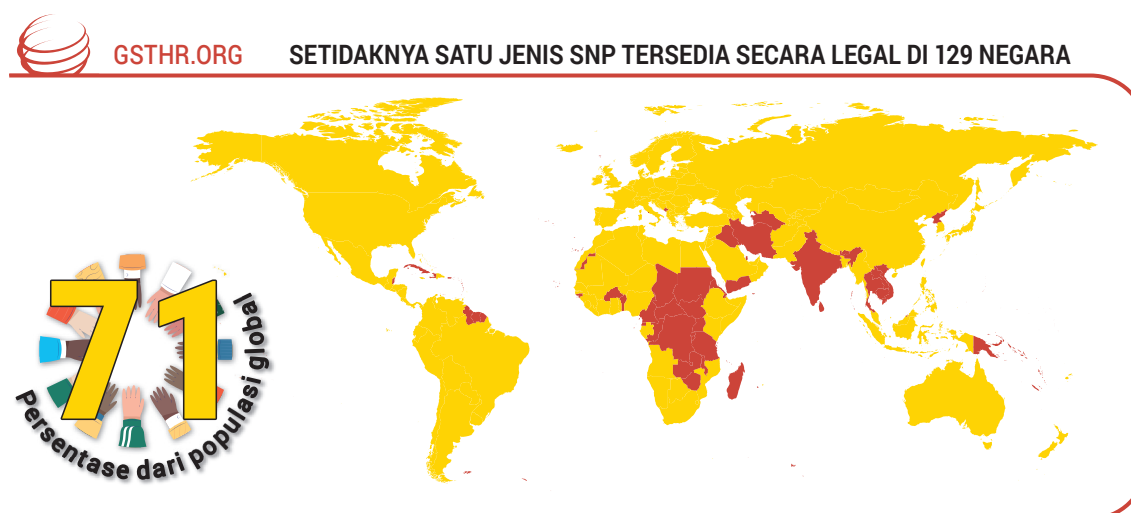 GSTHR.ORG
SETIDAKNYA SATU JENIS SNP TERSEDIA SECARA LEGAL DI 129 NEGARA
71
Persentase dari populasi global